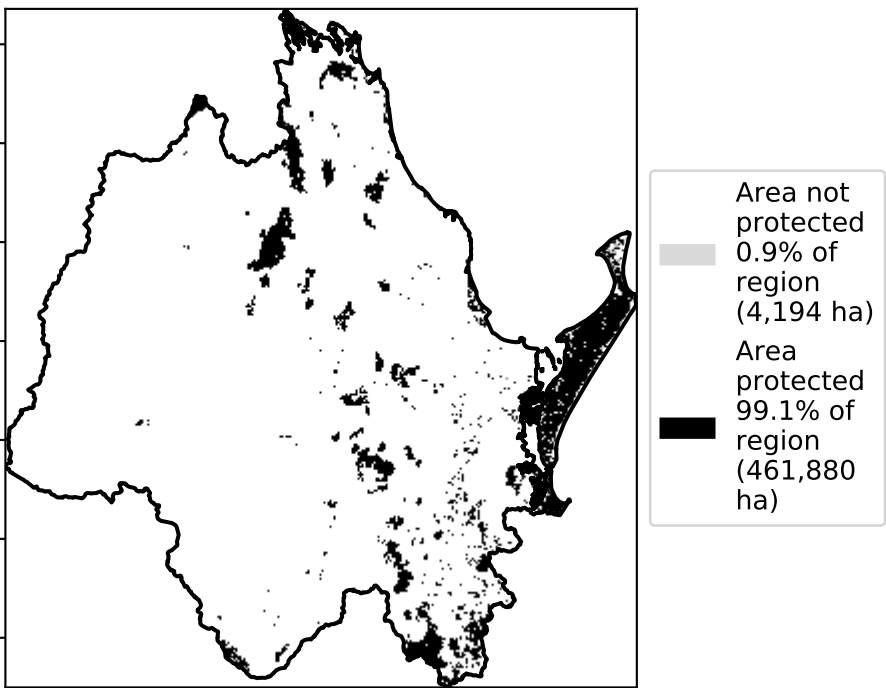 Area not
protected
0.9% of
region
(4,194 ha)
Area
protected
99.1% of
region
(461,880
ha)